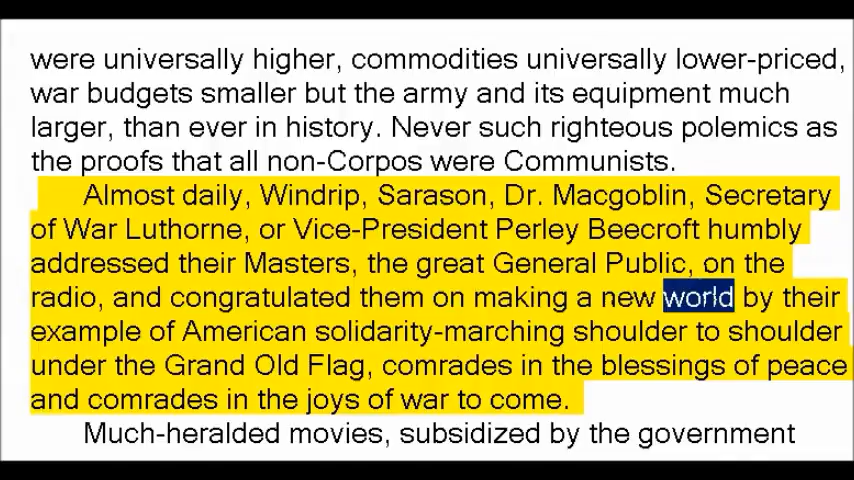 were universally higher, commodities universally lower-priced,
war budgets smaller but the army and its equipment much
larger, than ever in history. Never such righteous polemics as
the proofs that all non-Corpos were Communists.
Almost daily, Windrip, Sarason, Dr. Macgoblin, Secretary
of War Luthorne, or Vice-President Perley Beecroft humbly
addressed their Masters, the great General Public, on the
radio, and congratulated them on making a new world by their
example of American solidarity-marching shoulder to shoulder
under the Grand Old Flag, comrades in the blessings of peace
and comrades in the joys of war to come.
Much-heralded movies, subsidized by the government